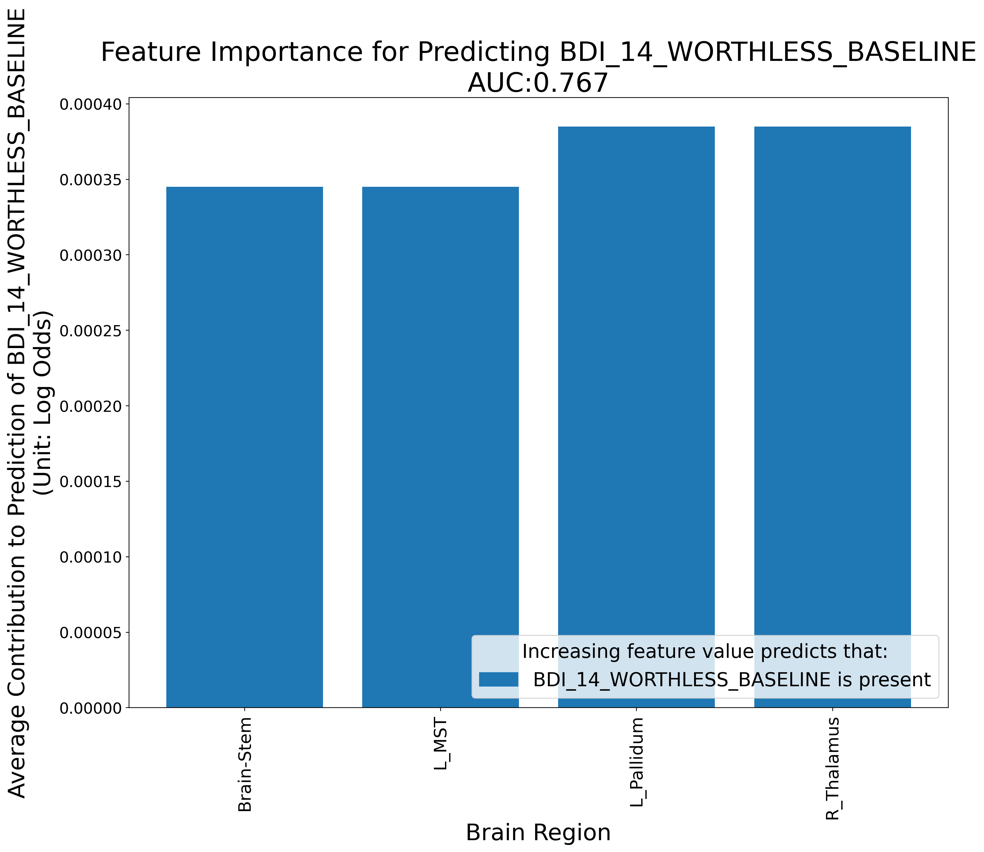 Feature Importance for Predicting BDI_14_WORTHLESS_BASELINE
AUC:0.767
Average Contribution to Prediction of BDI_14_WORTHLESS_BASELINE
(Unit: Log Odds)
0.00040
0.00035
0.00030
0.00025
0.00020
0.00015
0.00010
0.00005
0.00000
Increasing feature value predicts that:
BDI_14_WORTHLESS_BASELINE is present
Brain-Stem
L_MST
L_Pallidum
R_Thalamus
Brain Region